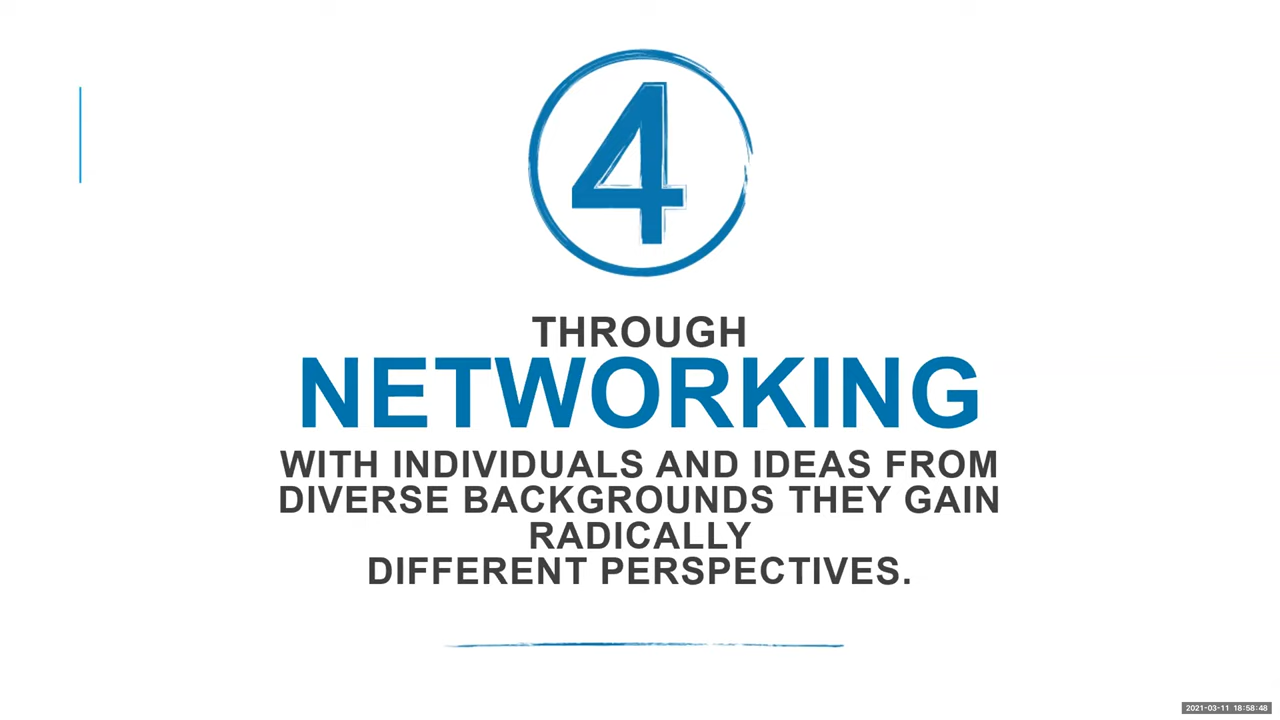 4
THROUGH
NETWORKING
WITH INDIVIDUALS AND IDEAS FROM
DIVERSE BACKGROUNDS THEY GAIN
RADICALLY
DIFFERENT PERSPECTIVES.
2021-03-11 18:58:48